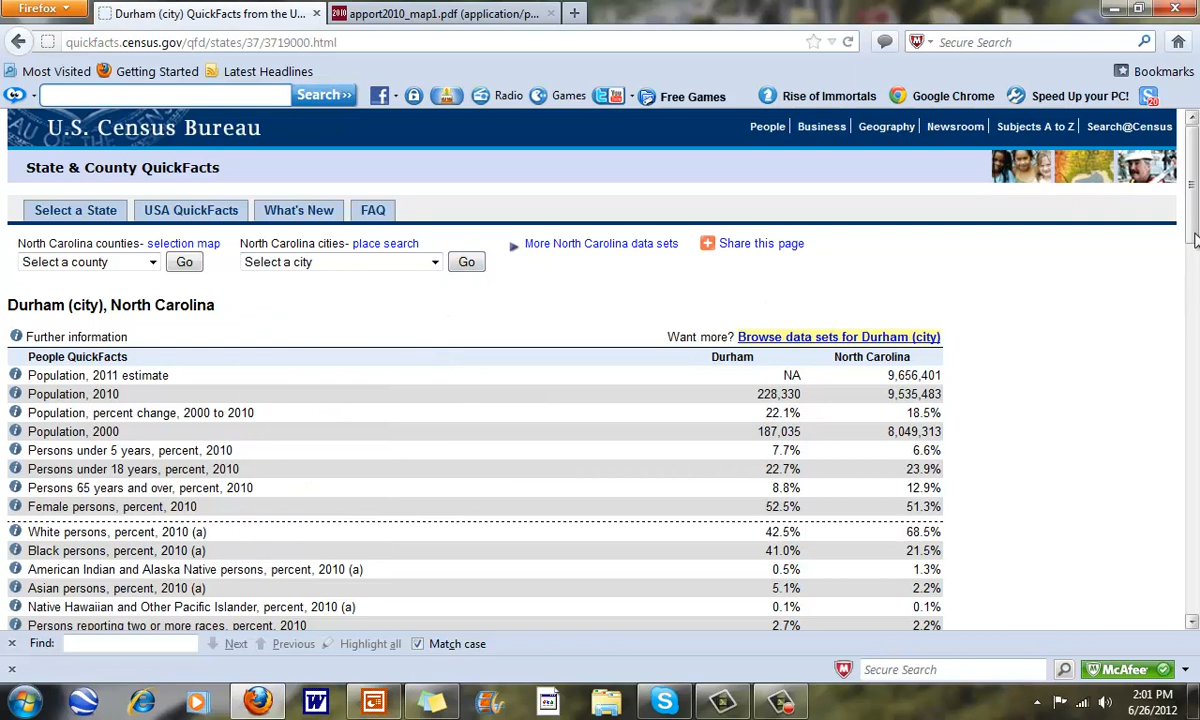 Firefox
Durham (city) QuickFacts from the U...
apport2010_map1.pdf (application/p...
quickfacts.census.gov/qfd/states/37/3719000.html
Secure Search
Most Visited Getting Started Latest Headlines Bookmarks
Search>> Radio Games Free Games Rise of Immortals Google Chrome Speed Up your PC! 20
U.S. Census Bureau
People Business Geography Newsroom Subjects A to Z Search@Census
State & County QuickFacts
Select a State USA QuickFacts What's New FAQ
North Carolina counties- selection map North Carolina cities- place search More North Carolina data sets Share this page
Select a county Go Select a city Go
Durham (city), North Carolina
Further information Want more? Browse data sets for Durham (city)
People QuickFacts Durham North Carolina
Population, 2011 estimate NA 9,656,401
Population, 2010 228,330 9,535,483
Population, percent change, 2000 to 2010 22.1% 18.5%
Population, 2000 187,035 8,049,313
Persons under 5 years, percent, 2010 7.7% 6.6%
Persons under 18 years, percent, 2010 22.7% 23.9%
Persons 65 years and over, percent, 2010 8.8% 12.9%
Female persons, percent, 2010 52.5% 51.3%
White persons, percent, 2010 (a) 42.5% 68.5%
Black persons, percent, 2010 (a) 41.0% 21.5%
American Indian and Alaska Native persons, percent, 2010 (a) 0.5% 1.3%
Asian persons, percent, 2010 (a) 5.1% 2.2%
Native Hawaiian and Other Pacific Islander, percent, 2010 (a) 0.1% 0.1%
Persons reporting two or more races, percent, 2010 2.7% 2.2%
Find: Next Previous Highlight all Match case
Secure Search McAfee
2:01 PM
6/26/2012